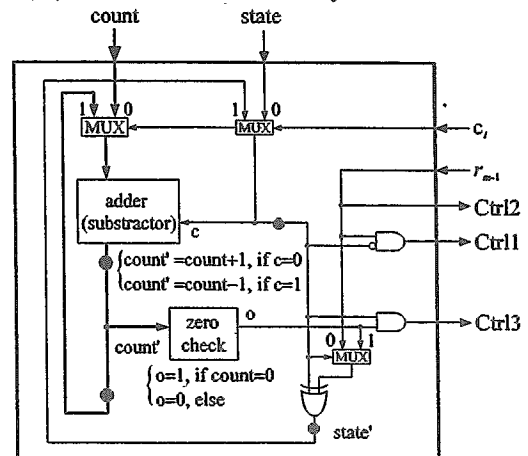 count
state
1 0
MUX
1 0
MUX
c_i
r_{m-1}
Ctrl2
adder
(substractor)
c
Ctrl1
count' =count+1, if c=0
count' =count−1, if c=1
zero
check
o
Ctrl3
count'
0 1
MUX
o=1, if count=0
o=0, else
state'